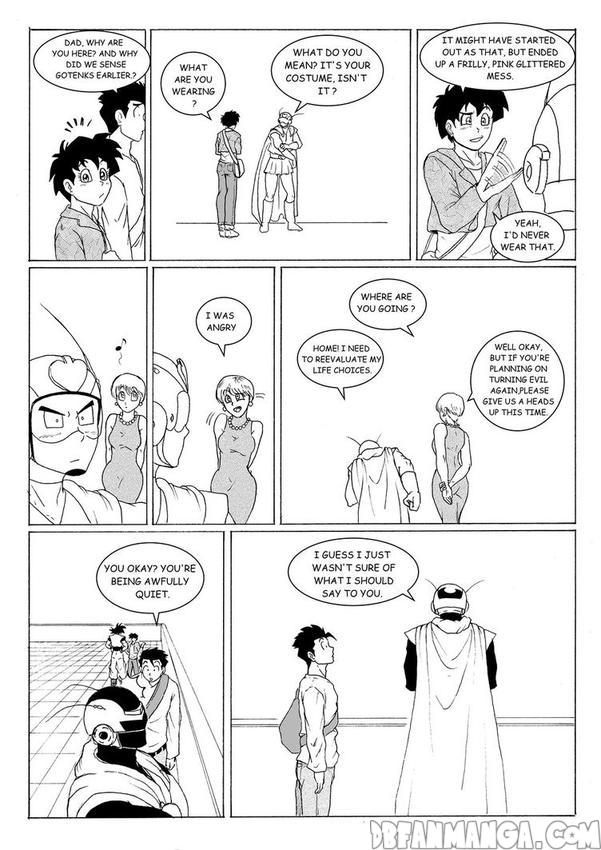 DAD, WHY ARE
YOU HERE? AND WHY
DID WE SENSE
GOTENKS EARLIER?
WHAT
ARE YOU
WEARING
?
WHAT DO YOU
MEAN? IT'S YOUR
COSTUME, ISN'T
IT ?
IT MIGHT HAVE STARTED
OUT AS THAT, BUT ENDED
UP A FRILLY, PINK GLITTERED
MESS.
YEAH,
I'D NEVER
WEAR THAT.
I WAS
ANGRY
WHERE ARE
YOU GOING ?
HOME! I NEED
TO REEVALUATE MY
LIFE CHOICES.
WELL OKAY,
BUT IF YOU'RE
PLANNING ON
TURNING EVIL
AGAIN,PLEASE
GIVE US A HEADS
UP THIS TIME.
YOU OKAY? YOU'RE
BEING AWFULLY
QUIET.
I GUESS I JUST
WASN'T SURE OF
WHAT I SHOULD
SAY TO YOU.
DBFANMANGA.COM